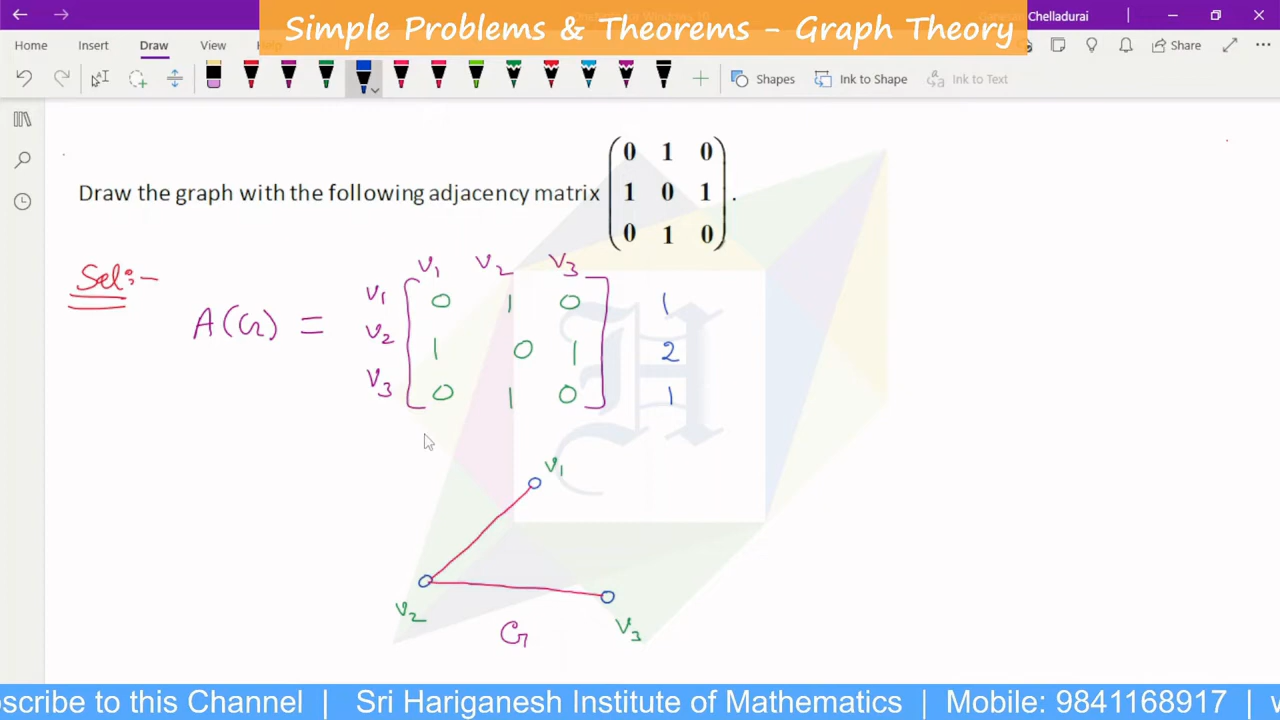 Simple Problems & Theorems - Graph Theory
Chelladurai
Home Insert Draw View
Share
Shapes Ink to Shape Ink to Text
Draw the graph with the following adjacency matrix
0 1 0
1 0 1
0 1 0
.
Sol:-
V1 V2 V3
A(G) =
V1 0 1 0 1
V2 1 0 1 2
V3 0 1 0 1
V1
V2
V3
G
H
scribe to this Channel | Sri Hariganesh Institute of Mathematics | Mobile: 9841168917 |